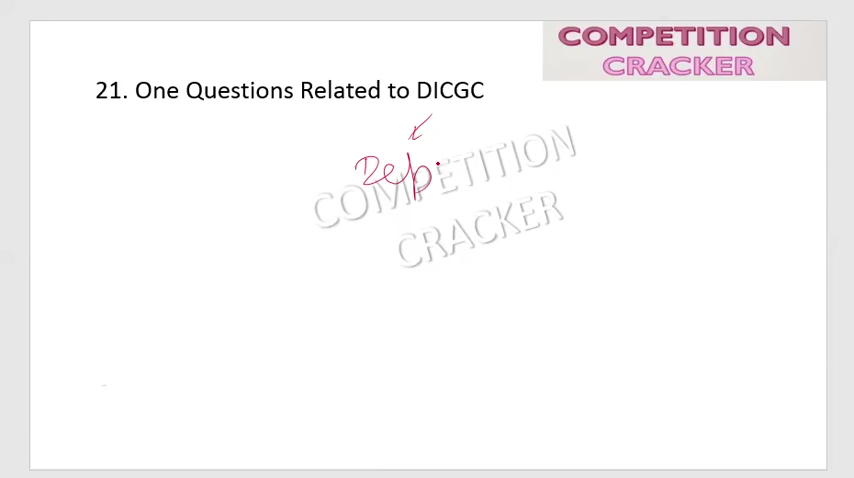 COMPETITION
CRACKER
21. One Questions Related to DICGC
Dep
COMPETITION
CRACKER